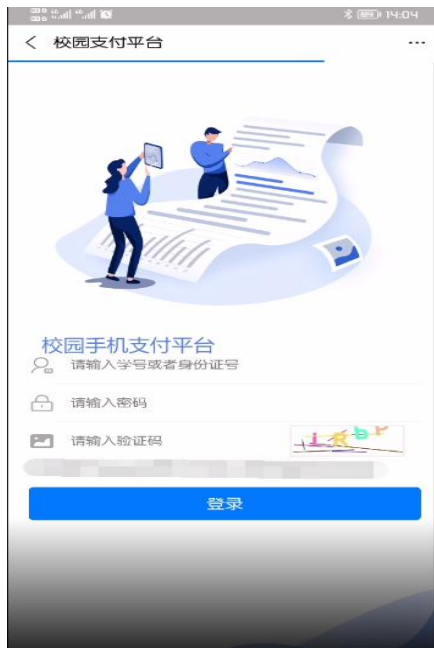 14:04
校园支付平台
校园手机支付平台
请输入学号或者身份证号
请输入密码
请输入验证码
iRbP
登录